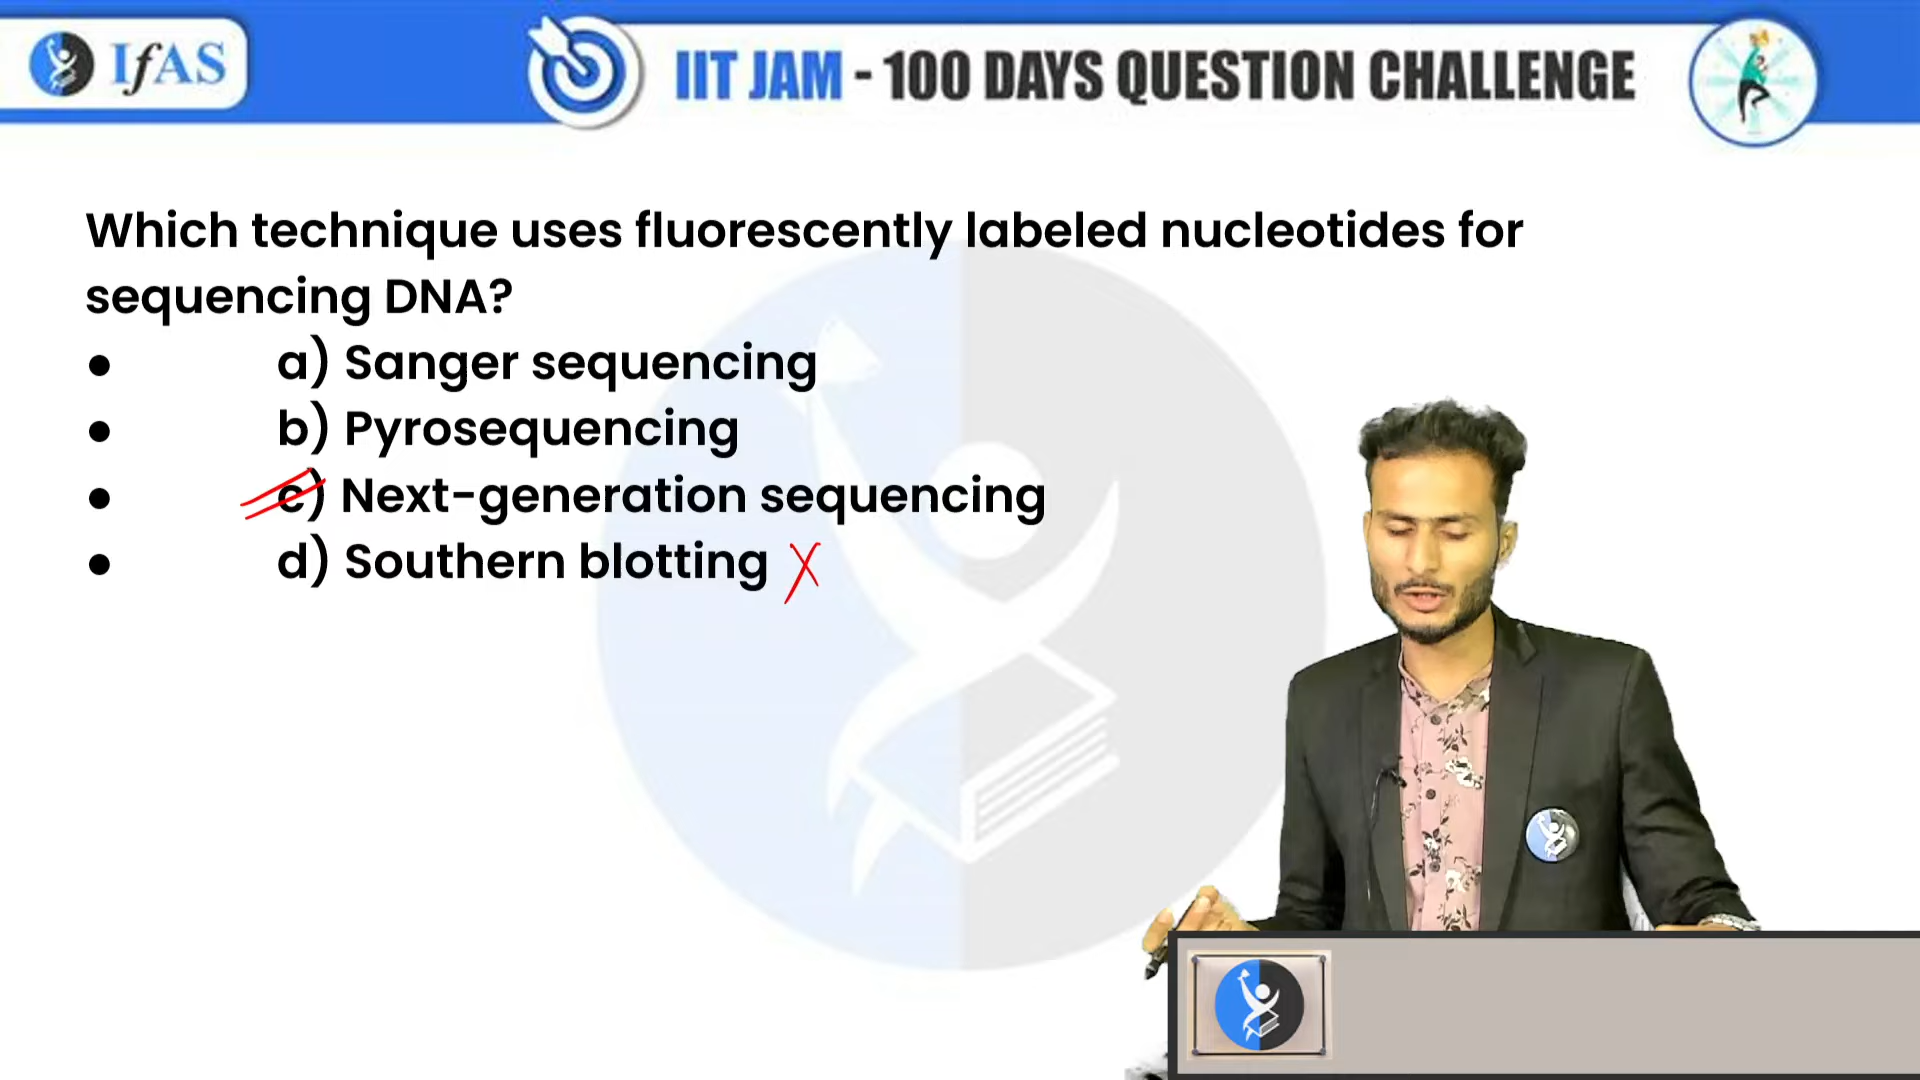 IfAS
IIT JAM - 100 DAYS QUESTION CHALLENGE
Which technique uses fluorescently labeled nucleotides for
sequencing DNA?
● a) Sanger sequencing
● b) Pyrosequencing
● c) Next-generation sequencing
● d) Southern blotting X